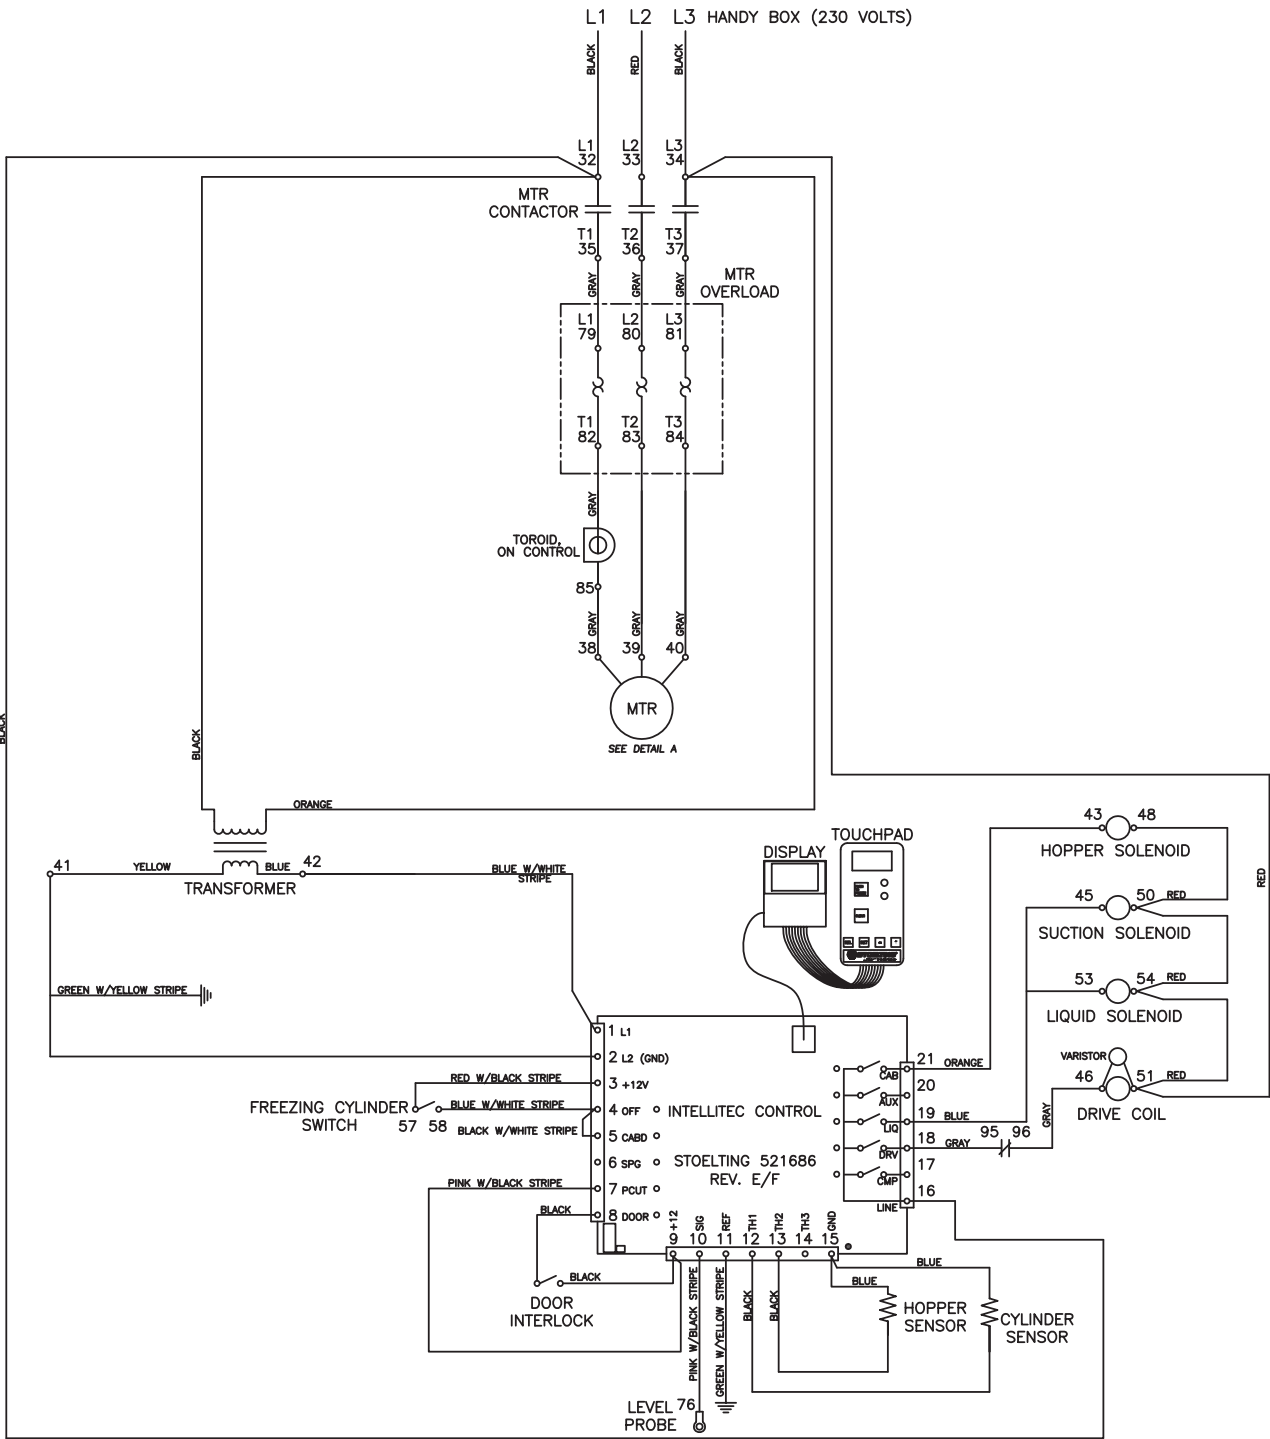 L1 L2 L3 HANDY BOX (230 VOLTS)
BLACK RED BLACK
L1 L2 L3
32 33 34
MTR
CONTACTOR
T1 T2 T3
35 36 37
GRAY GRAY GRAY
MTR
OVERLOAD
L1 L2 L3
79 80 81
T1 T2 T3
82 83 84
GRAY
TOROID,
ON CONTROL
85
GRAY GRAY GRAY
38 39 40
MTR
SEE DETAIL A
BLACK
BLACK
ORANGE
41 YELLOW BLUE 42
TRANSFORMER
BLUE W/WHITE
STRIPE
GREEN W/YELLOW STRIPE
DISPLAY
TOUCHPAD
RED
43 48
HOPPER SOLENOID
45 50 RED
SUCTION SOLENOID
53 54 RED
LIQUID SOLENOID
VARISTOR
46 51 RED
DRIVE COIL
GRAY
1 L1
2 L2 (GND)
3 +12V
4 OFF
5 CABD
6 SPG
7 PCUT
8 DOOR
RED W/BLACK STRIPE
FREEZING CYLINDER
SWITCH
57 58
BLUE W/WHITE STRIPE
BLACK W/WHITE STRIPE
PINK W/BLACK STRIPE
BLACK
BLACK
DOOR
INTERLOCK
INTELLITEC CONTROL
STOELTING 521686
REV. E/F
CAB 21 ORANGE
AUX 20
LIQ 19 BLUE
DRV 18 GRAY 95 96
CMP 17
LINE 16
+12 SIG REF TH1 TH2 TH3 GND
9 10 11 12 13 14 15
PINK W/BLACK STRIPE
GREEN W/YELLOW STRIPE
BLACK
BLACK
BLUE
BLUE
HOPPER
SENSOR
CYLINDER
SENSOR
LEVEL 76
PROBE